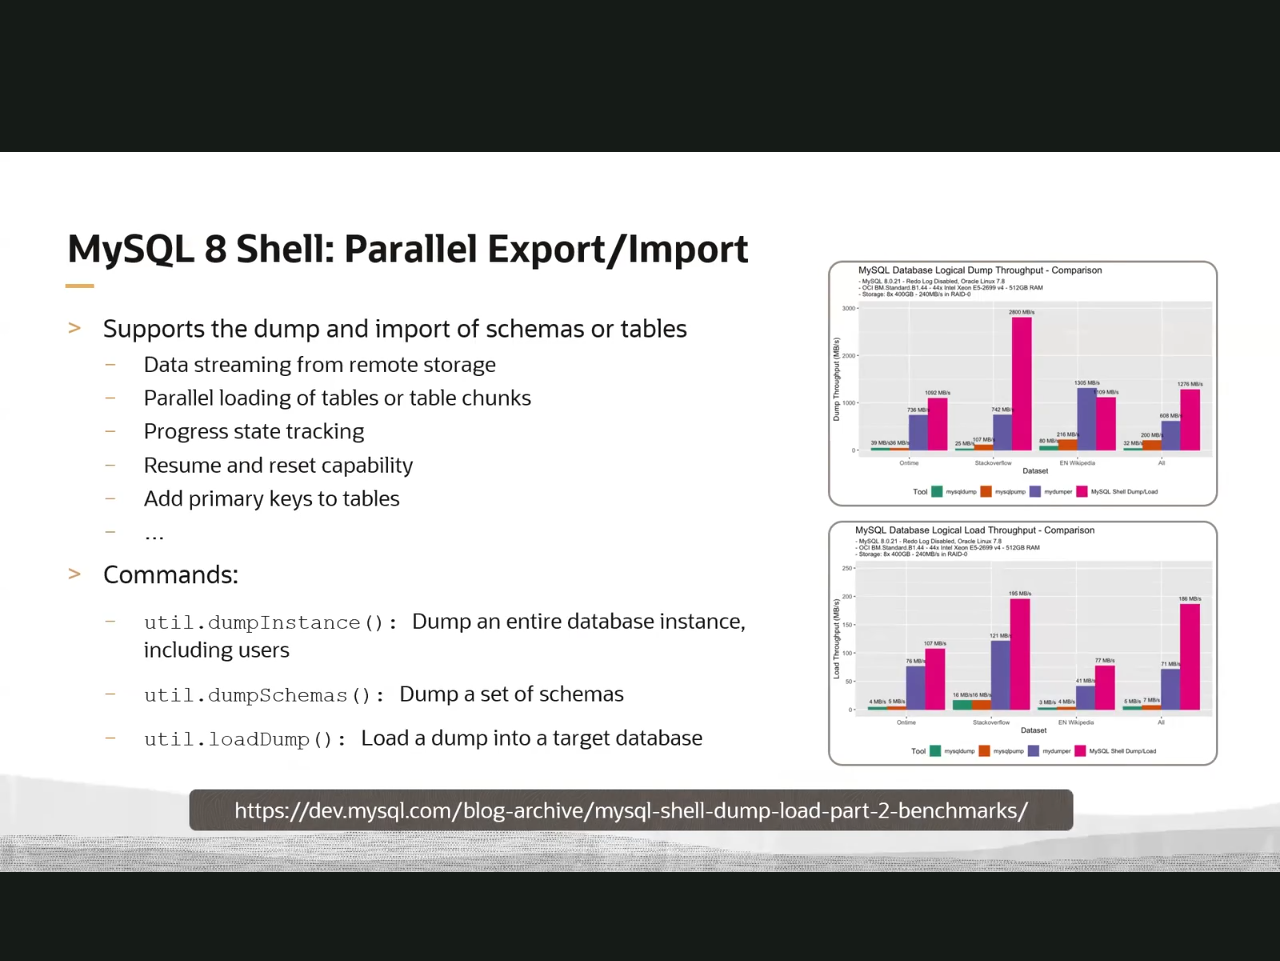 MySQL 8 Shell: Parallel Export/Import
> Supports the dump and import of schemas or tables
– Data streaming from remote storage
– Parallel loading of tables or table chunks
– Progress state tracking
– Resume and reset capability
– Add primary keys to tables
– ...
> Commands:
– util.dumpInstance(): Dump an entire database instance,
including users
– util.dumpSchemas(): Dump a set of schemas
– util.loadDump(): Load a dump into a target database
MySQL Database Logical Dump Throughput - Comparison
- MySQL 8.0.21 - Redo Log Disabled, Oracle Linux 7.8
- OCI BM.Standard.B1.44 - 44x Intel Xeon E5-2699 v4 - 512GB RAM
- Storage: 8x 400GB - 240MB/s in RAID-0
Dump Throughput (MB/s)
3000
2000
1000
0
39 MB/s 736 MB/s 1092 MB/s
25 MB/s 107 MB/s 742 MB/s 2800 MB/s
80 MB/s 216 MB/s 1305 MB/s
32 MB/s 200 MB/s 608 MB/s 1276 MB/s
Ontime Stackoverflow EN Wikipedia All
Dataset
Tool mysqldump mysqlpump mydumper MySQL Shell Dump/Load
MySQL Database Logical Load Throughput - Comparison
- MySQL 8.0.21 - Redo Log Disabled, Oracle Linux 7.8
- OCI BM.Standard.B1.44 - 44x Intel Xeon E5-2699 v4 - 512GB RAM
- Storage: 8x 400GB - 240MB/s in RAID-0
Load Throughput (MB/s)
250
200
150
100
50
0
4 MB/s 5 MB/s 76 MB/s 107 MB/s
16 MB/s 16 MB/s 121 MB/s 195 MB/s
3 MB/s 4 MB/s 41 MB/s 77 MB/s
7 MB/s 71 MB/s 186 MB/s
Ontime Stackoverflow EN Wikipedia All
Dataset
Tool mysqldump mysqlpump mydumper MySQL Shell Dump/Load
https://dev.mysql.com/blog-archive/mysql-shell-dump-load-part-2-benchmarks/